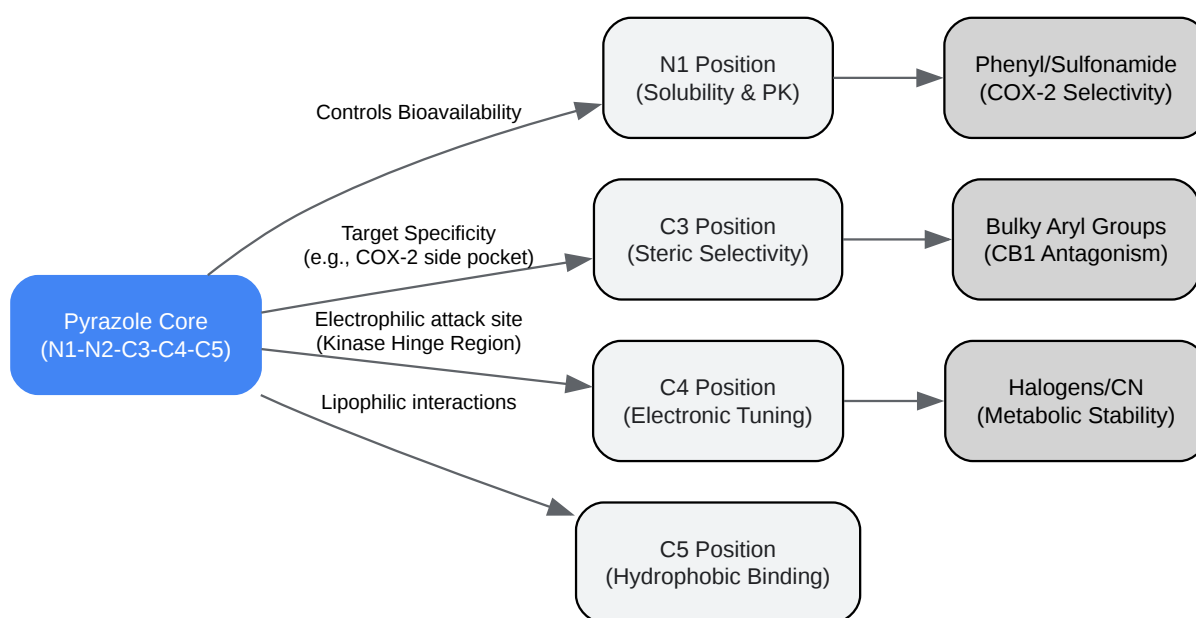 Pyrazole Core
(N1-N2-C3-C4-C5)
Controls Bioavailability
N1 Position
(Solubility & PK)
Phenyl/Sulfonamide
(COX-2 Selectivity)
Target Specificity
(e.g., COX-2 side pocket)
C3 Position
(Steric Selectivity)
Bulky Aryl Groups
(CB1 Antagonism)
Electrophilic attack site
(Kinase Hinge Region)
C4 Position
(Electronic Tuning)
Halogens/CN
(Metabolic Stability)
Lipophilic interactions
C5 Position
(Hydrophobic Binding)